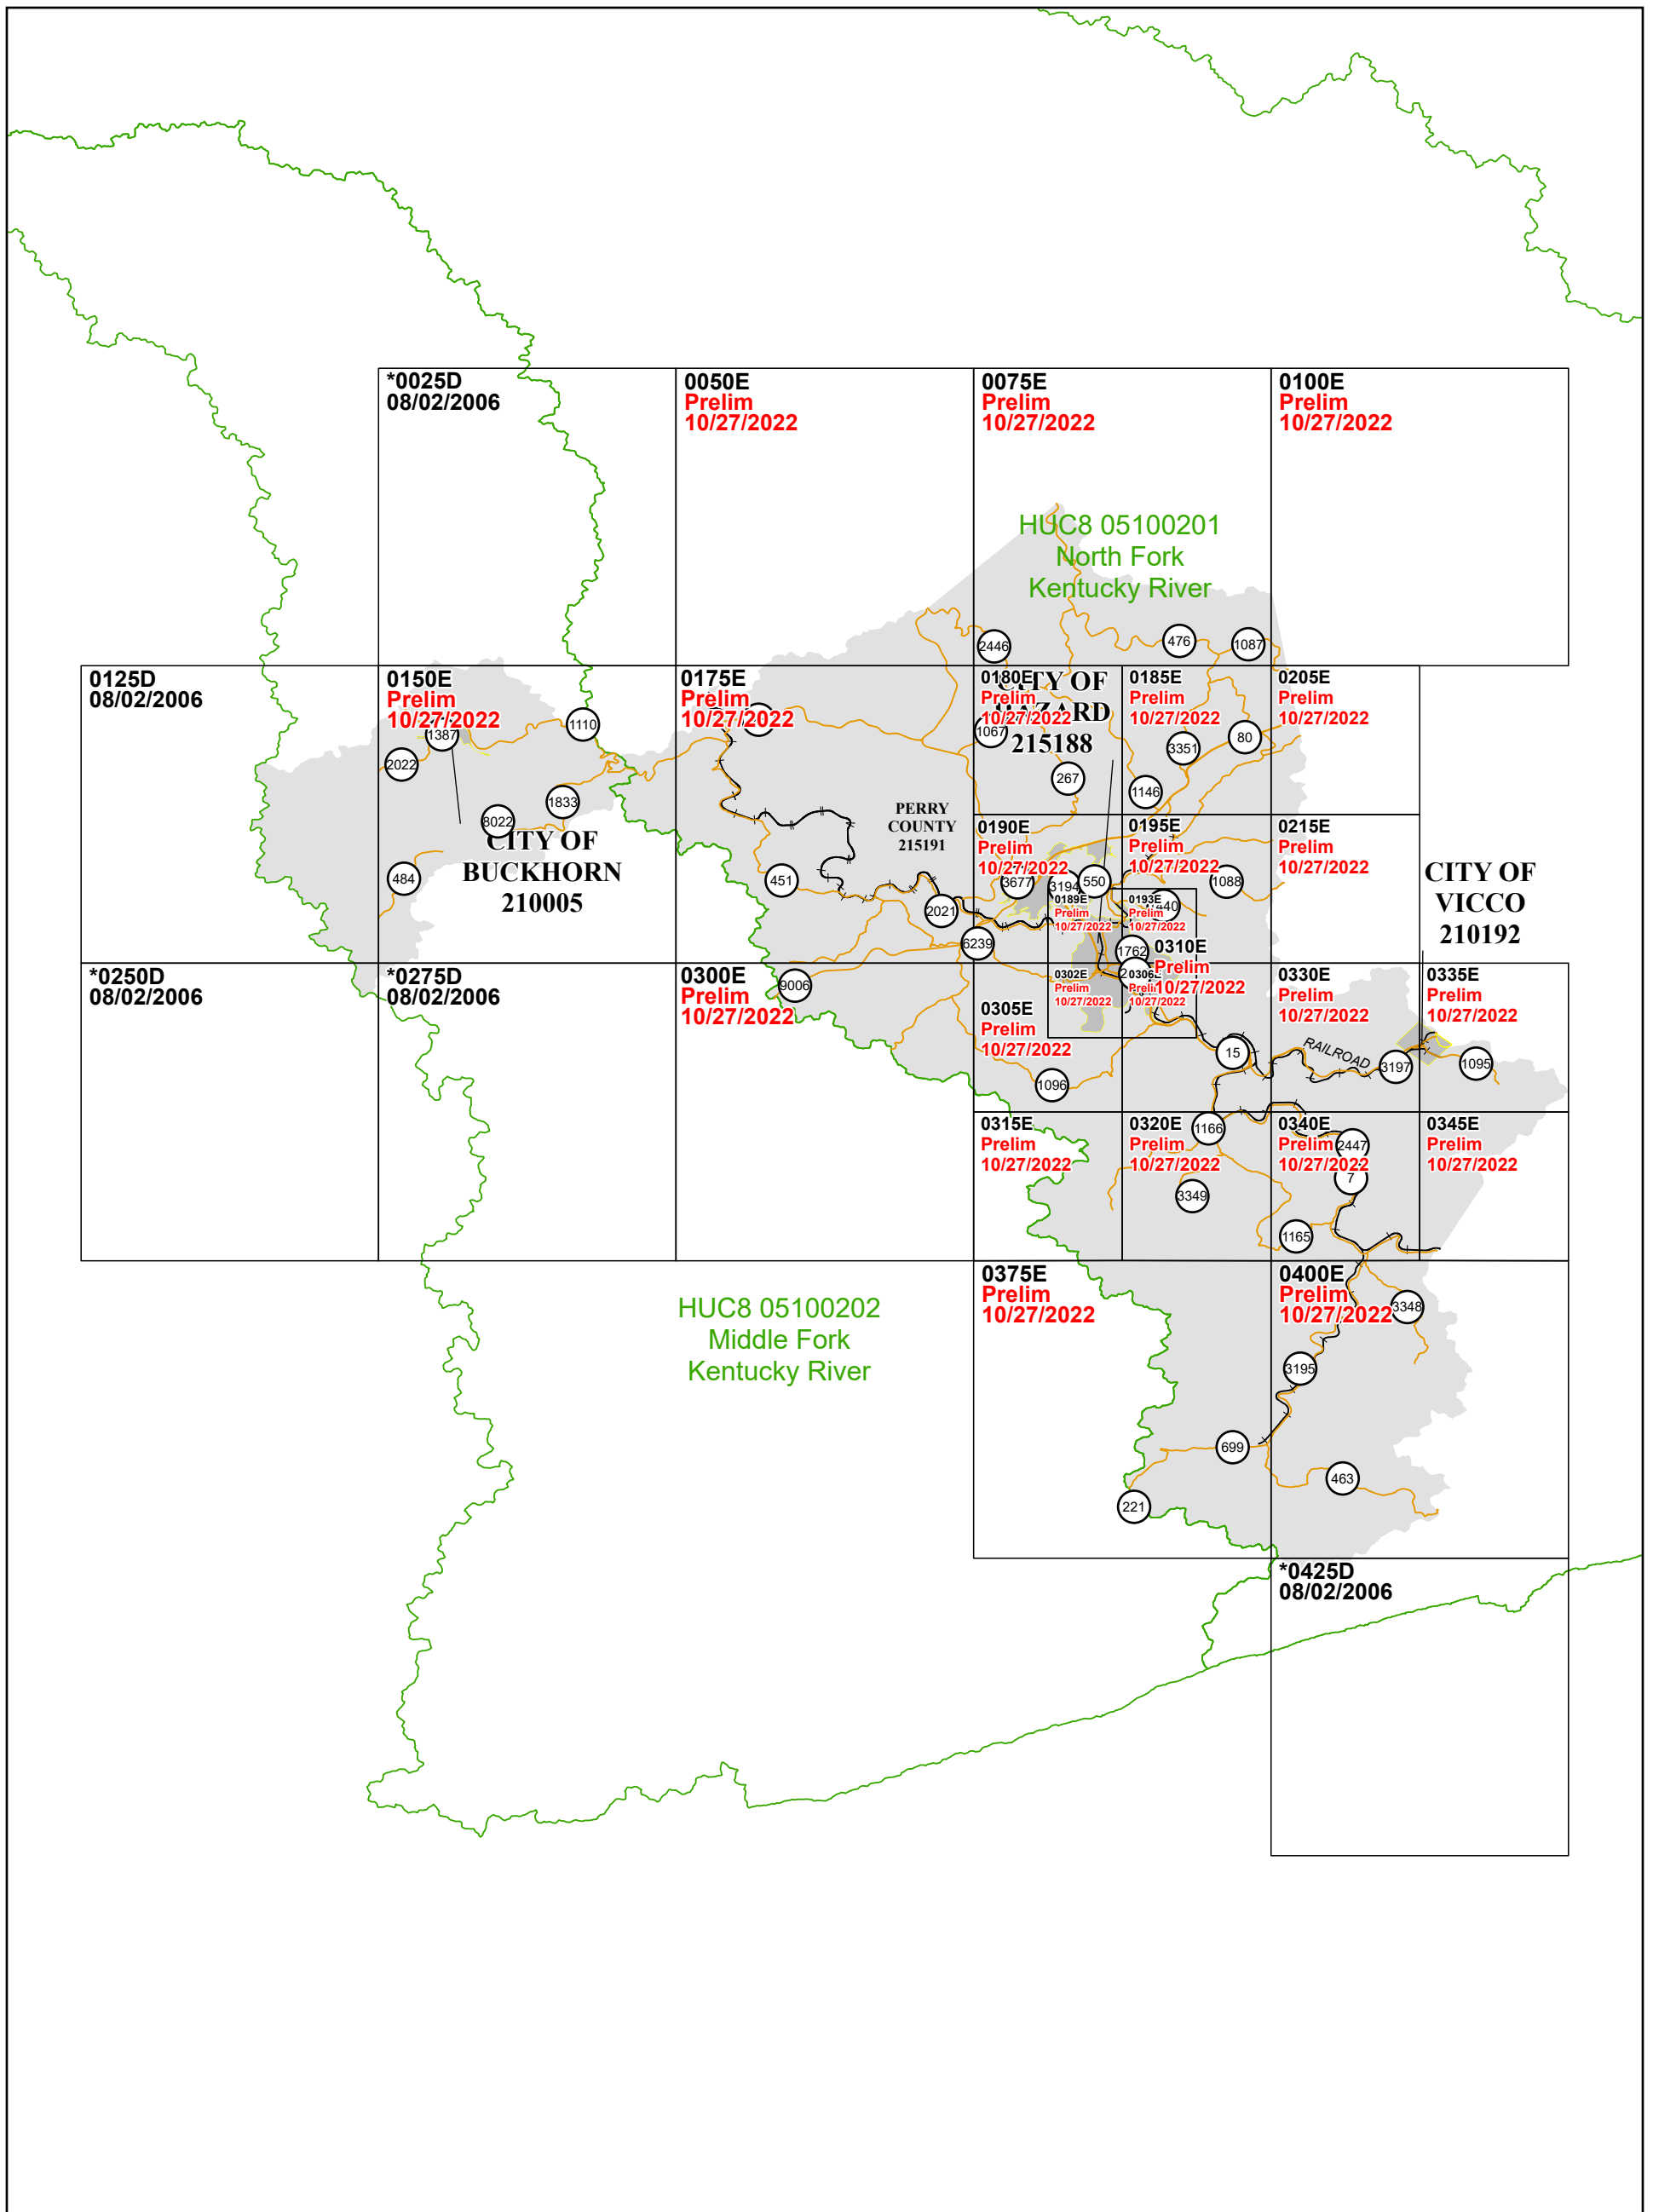 *0025D
08/02/2006
0050E
Prelim
10/27/2022
0075E
Prelim
10/27/2022
0100E
Prelim
10/27/2022
HUC8 05100201
North Fork
Kentucky River
2446
476
1087
0125D
08/02/2006
0150E
Prelim
10/27/2022
1387
1110
2022
1833
8022
484
CITY OF
BUCKHORN
210005
0175E
Prelim
10/27/2022
451
2021
PERRY
COUNTY
215191
0180E
Prelim
10/27/2022
1067
267
CITY OF
HAZARD
215188
0185E
Prelim
10/27/2022
80
3351
1146
0205E
Prelim
10/27/2022
0190E
Prelim
10/27/2022
3677
3194
550
6239
0195E
Prelim
10/27/2022
1088
0215E
Prelim
10/27/2022
0189E
Prelim
10/27/2022
0193E
Prelim
10/27/2022
1762
CITY OF
VICCO
210192
*0250D
08/02/2006
*0275D
08/02/2006
0300E
Prelim
10/27/2022
9006
0302E
Prelim
10/27/2022
0306E
Prelim
10/27/2022
0310E
Prelim
10/27/2022
0305E
Prelim
10/27/2022
1096
15
0330E
Prelim
10/27/2022
RAILROAD
3197
0335E
Prelim
10/27/2022
1095
0315E
Prelim
10/27/2022
0320E
Prelim
10/27/2022
1166
3349
0340E
Prelim
10/27/2022
2447
7
1165
0345E
Prelim
10/27/2022
HUC8 05100202
Middle Fork
Kentucky River
0375E
Prelim
10/27/2022
0400E
Prelim
10/27/2022
3348
3195
699
463
221
*0425D
08/02/2006